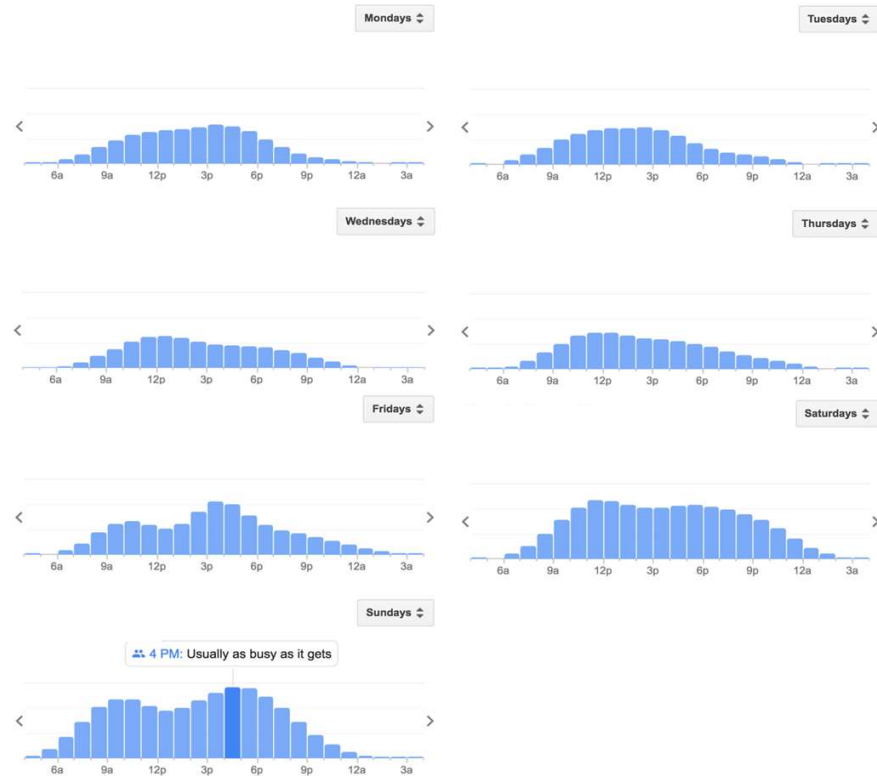 Mondays
6a 9a 12p 3p 6p 9p 12a 3a
Tuesdays
6a 9a 12p 3p 6p 9p 12a 3a
Wednesdays
6a 9a 12p 3p 6p 9p 12a 3a
Thursdays
6a 9a 12p 3p 6p 9p 12a 3a
Fridays
6a 9a 12p 3p 6p 9p 12a 3a
Saturdays
6a 9a 12p 3p 6p 9p 12a 3a
Sundays
4 PM: Usually as busy as it gets
6a 9a 12p 3p 6p 9p 12a 3a